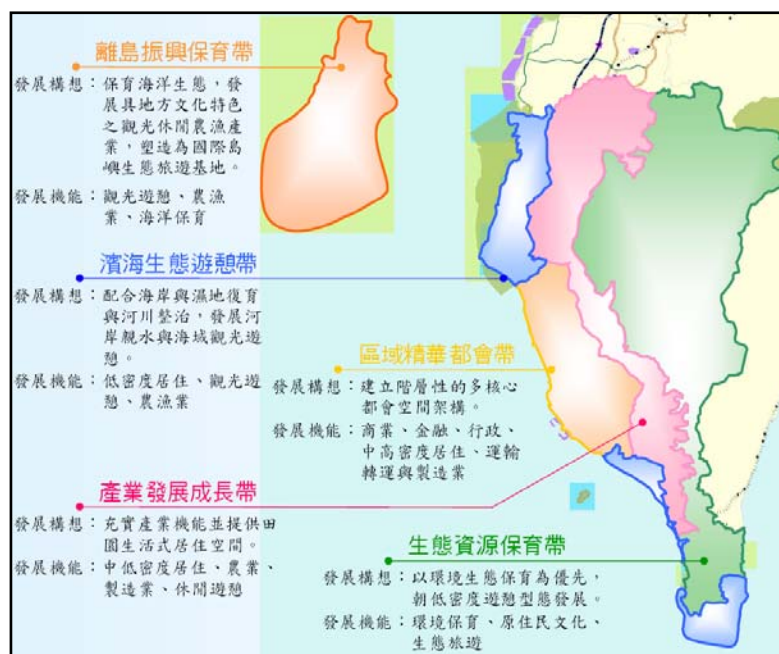 離島振興保育帶
發展構想：保育海洋生態，發
展具地方文化特色
之觀光休閒農漁產
業，塑造為國際島
嶼生態旅遊基地。
發展機能：觀光遊憩、農漁
業、海洋保育
濱海生態遊憩帶
發展構想：配合海岸與濕地復育
與河川整治，發展河
岸親水與海域觀光遊
憩。
發展機能：低密度居住、觀光遊
憩、農漁業
區域精華都會帶
發展構想：建立階層性的多核心
都會空間架構。
發展機能：商業、金融、行政、
中高密度居住、運輸
轉運與製造業
產業發展成長帶
發展構想：充實產業機能並提供田
園生活式居住空間。
發展機能：中低密度居住、農業、
製造業、休閒遊憩
生態資源保育帶
發展構想：以環境生態保育為優先，
朝低密度遊憩型態發展。
發展機能：環境保育、原住民文化、
生態旅遊